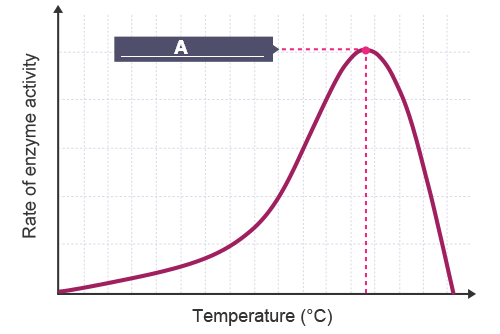 A
Rate of enzyme activity
Temperature (°C)